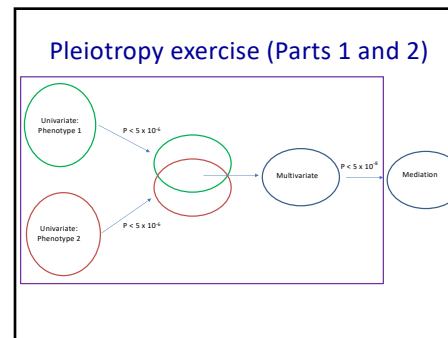 Pleiotropy exercise (Parts 1 and 2)
Univariate:
Phenotype 1
P < 5 x 10⁻⁶
P < 5 x 10⁻⁸
Multivariate
Mediation
Univariate:
Phenotype 2
P < 5 x 10⁻⁶